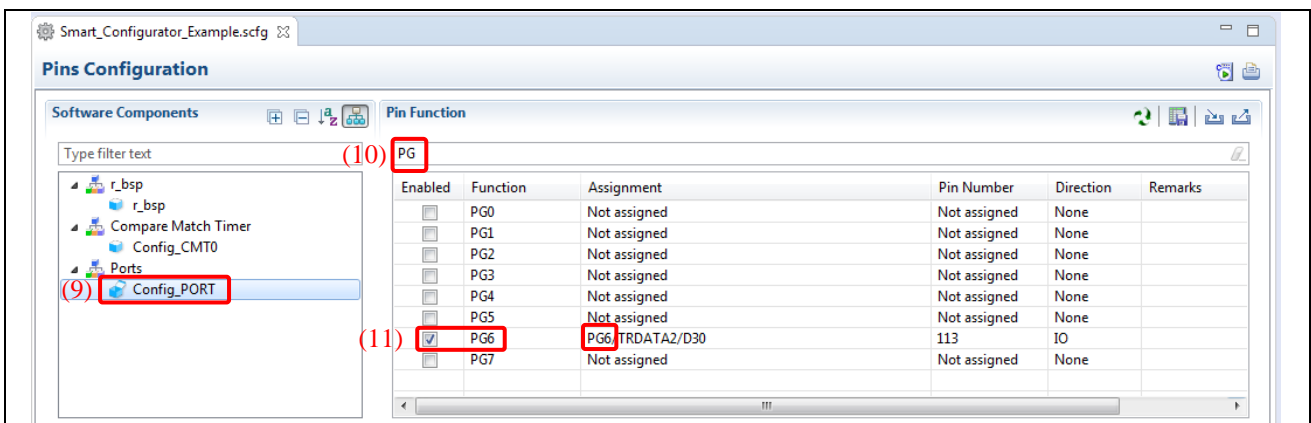 Smart_Configurator_Example.scfg
Pins Configuration
Software Components
Pin Function
Type filter text
(10) PG
r_bsp
r_bsp
Compare Match Timer
Config_CMT0
Ports
(9) Config_PORT
Enabled Function Assignment Pin Number Direction Remarks
PG0 Not assigned Not assigned None
PG1 Not assigned Not assigned None
PG2 Not assigned Not assigned None
PG3 Not assigned Not assigned None
PG4 Not assigned Not assigned None
PG5 Not assigned Not assigned None
(11) PG6 PG6/TRDATA2/D30 113 IO
PG7 Not assigned Not assigned None